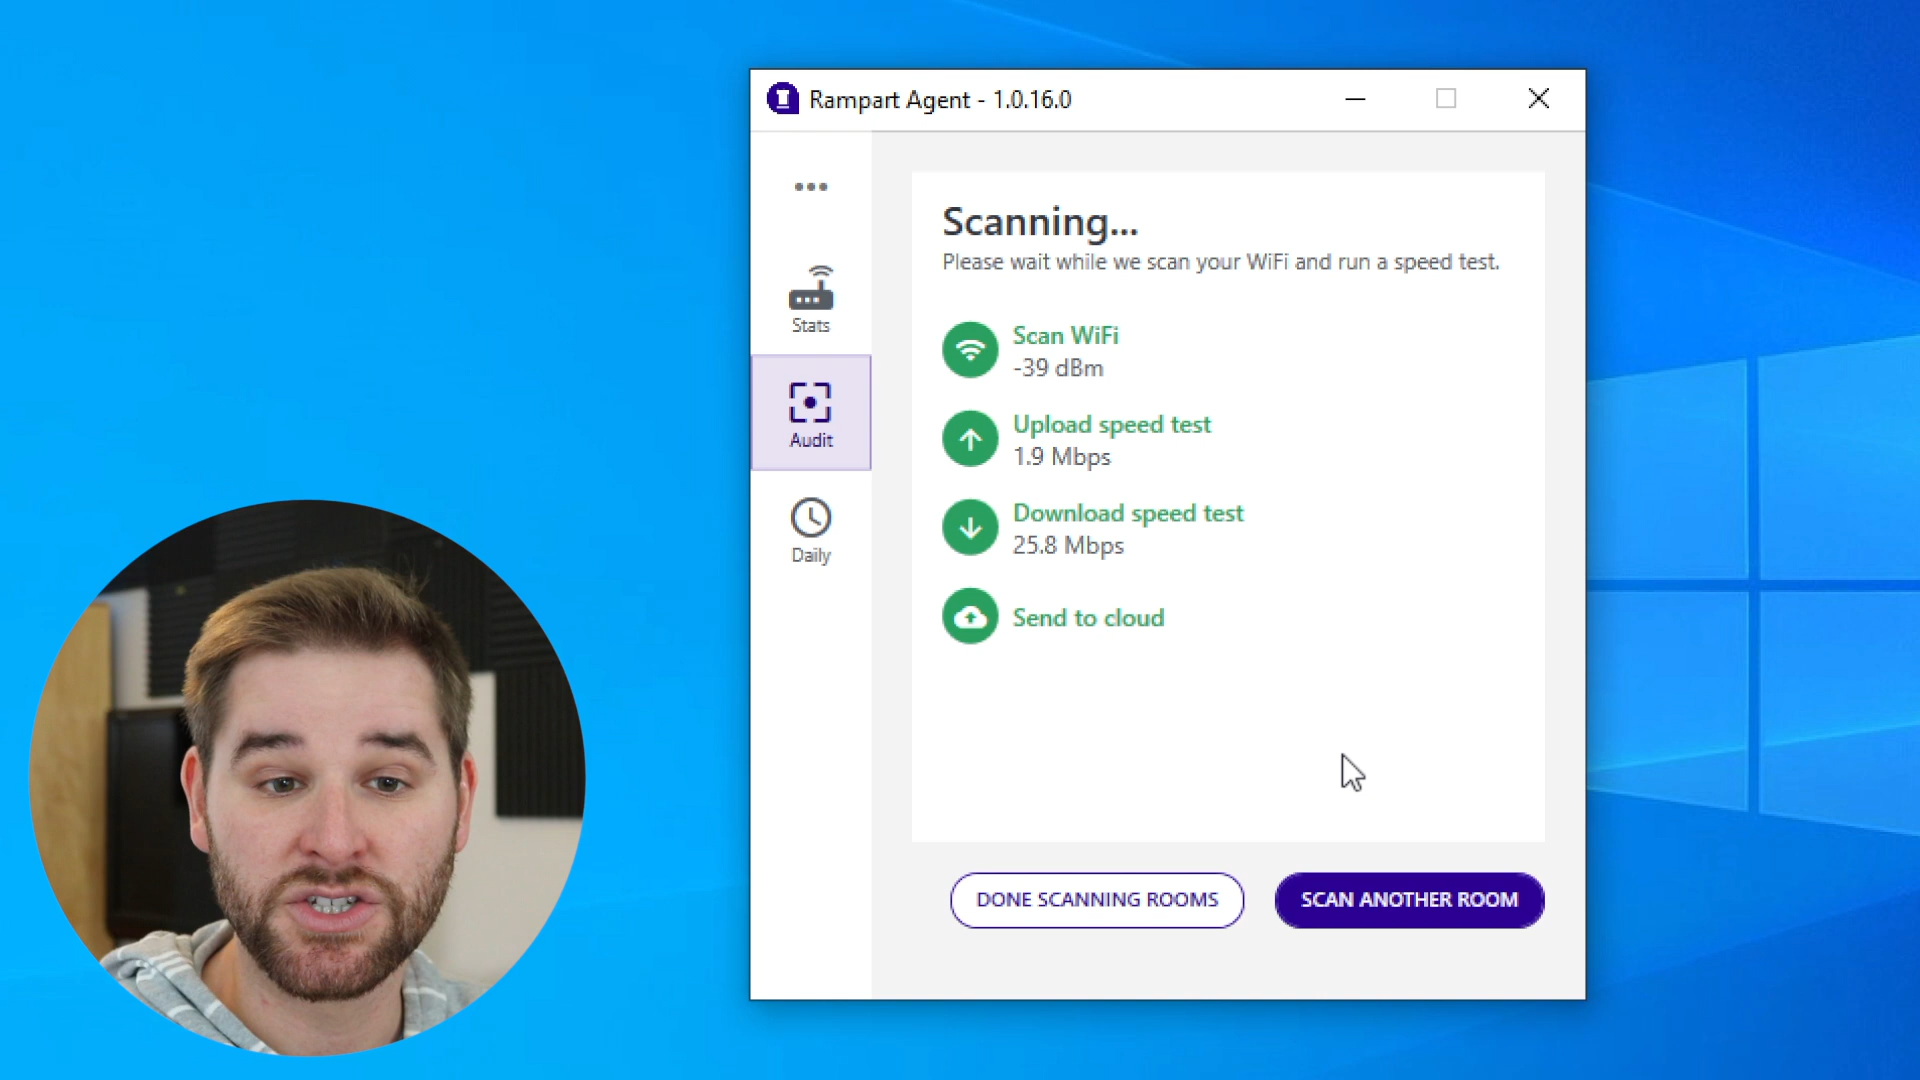 Rampart Agent - 1.0.16.0
Stats
Audit
Daily
Scanning...
Please wait while we scan your WiFi and run a speed test.
Scan WiFi
-39 dBm
Upload speed test
1.9 Mbps
Download speed test
25.8 Mbps
Send to cloud
DONE SCANNING ROOMS
SCAN ANOTHER ROOM